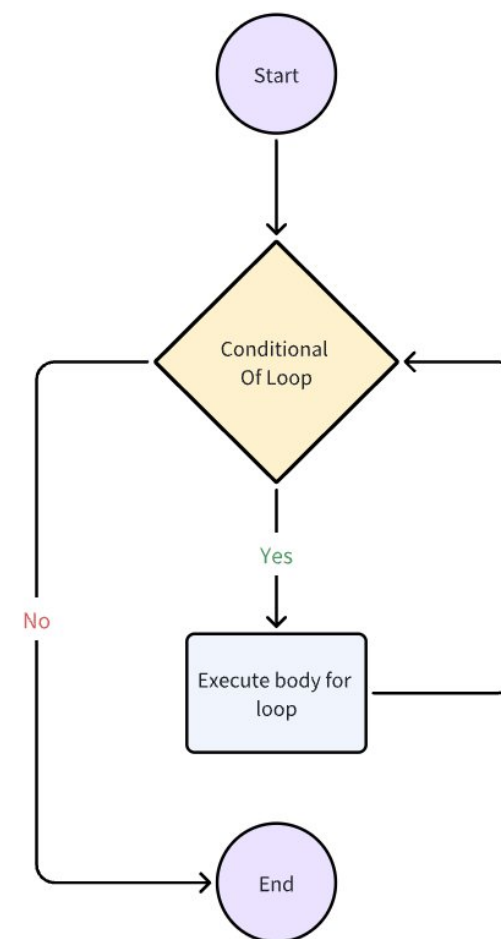 Start
Conditional
Of Loop
Yes
No
Execute body for
loop
End